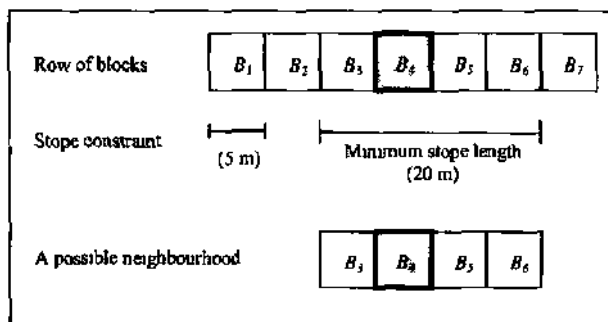 Row of blocks B₁ B₂ B₃ B₄ B₅ B₆ B₇
Stope constraint
(5 m)
Minimum stope length
(20 m)
A possible neighbourhood B₃ B₄ B₅ B₆